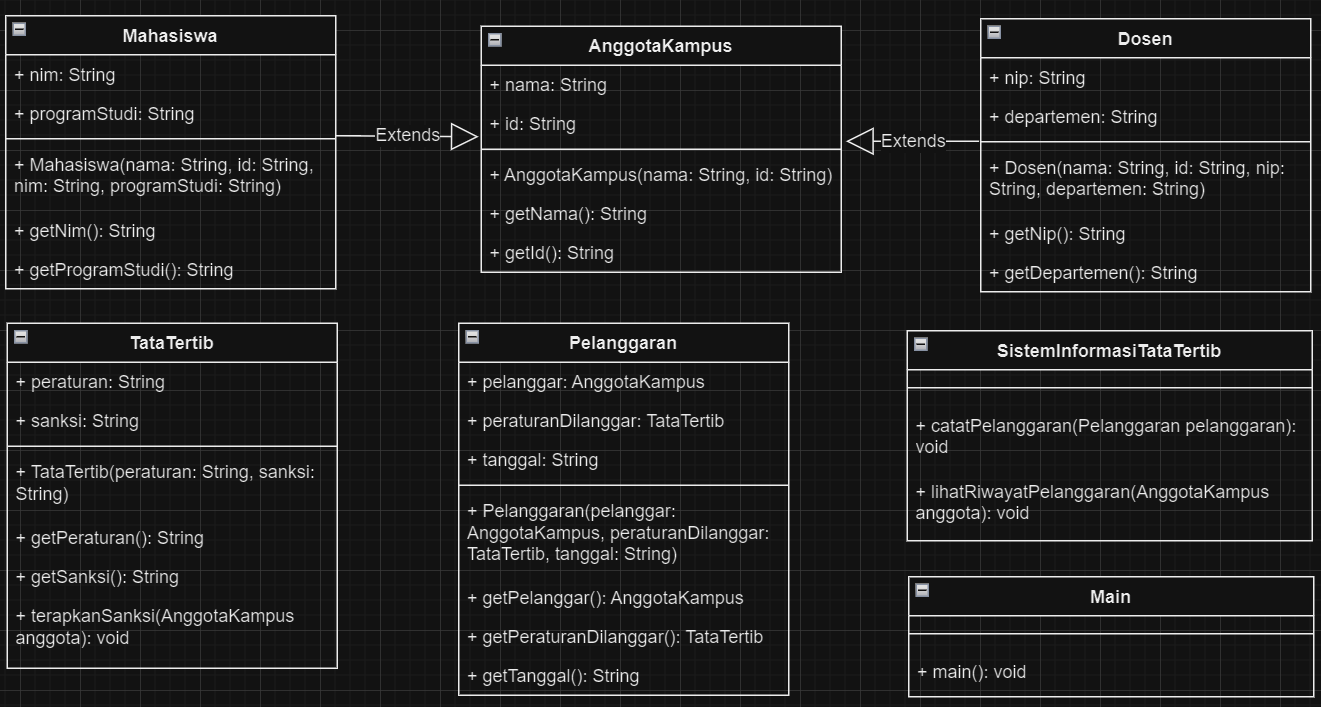 Mahasiswa
+ nim: String
+ programStudi: String
+ Mahasiswa(nama: String, id: String,
nim: String, programStudi: String)
+ getNim(): String
+ getProgramStudi(): String
Extends
AnggotaKampus
+ nama: String
+ id: String
+ AnggotaKampus(nama: String, id: String)
+ getNama(): String
+ getId(): String
Extends
Dosen
+ nip: String
+ departemen: String
+ Dosen(nama: String, id: String, nip:
String, departemen: String)
+ getNip(): String
+ getDepartemen(): String
TataTertib
+ peraturan: String
+ sanksi: String
+ TataTertib(peraturan: String, sanksi:
String)
+ getPeraturan(): String
+ getSanksi(): String
+ terapkanSanksi(AnggotaKampus
anggota): void
Pelanggaran
+ pelanggar: AnggotaKampus
+ peraturanDilanggar: TataTertib
+ tanggal: String
+ Pelanggaran(pelanggar:
AnggotaKampus, peraturanDilanggar:
TataTertib, tanggal: String)
+ getPelanggar(): AnggotaKampus
+ getPeraturanDilanggar(): TataTertib
+ getTanggal(): String
SistemInformasiTataTertib
+ catatPelanggaran(Pelanggaran pelanggaran):
void
+ lihatRiwayatPelanggaran(AnggotaKampus
anggota): void
Main
+ main(): void